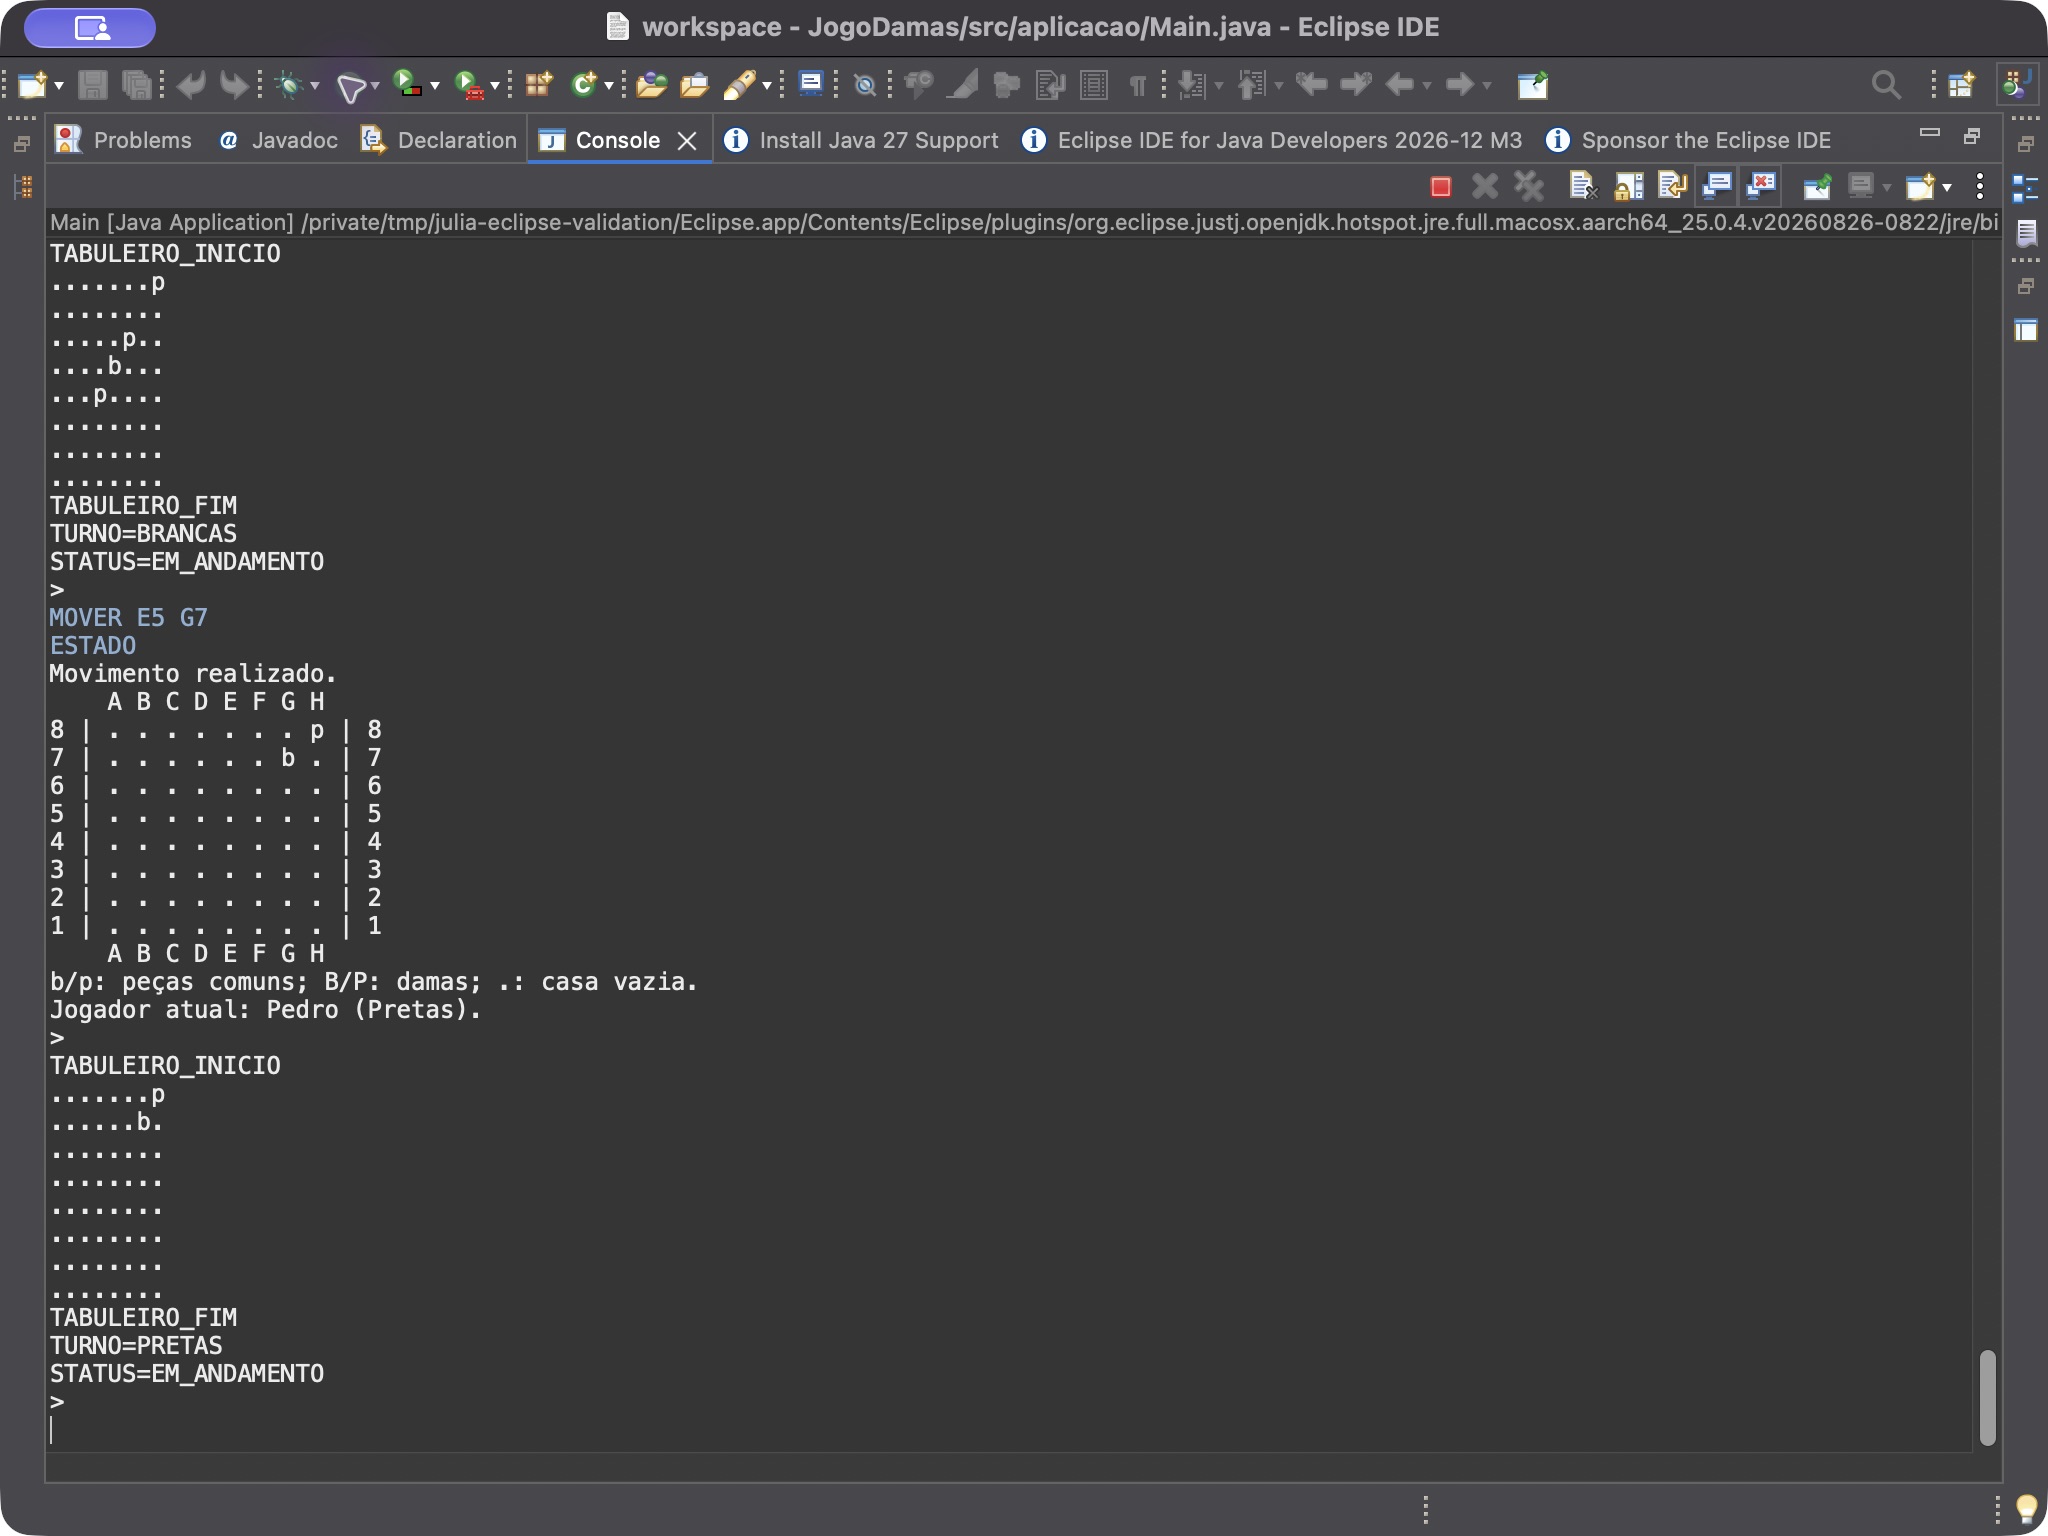 workspace - JogoDamas/src/aplicacao/Main.java - Eclipse IDE
Problems @ Javadoc Declaration Console Install Java 27 Support Eclipse IDE for Java Developers 2026-12 M3 Sponsor the Eclipse IDE
Main [Java Application] /private/tmp/julia-eclipse-validation/Eclipse.app/Contents/Eclipse/plugins/org.eclipse.justj.openjdk.hotspot.jre.full.macosx.aarch64_25.0.4.v20260826-0822/jre/bi
TABULEIRO_INICIO
.......p
........
.....p..
....b...
...p....
........
........
........
TABULEIRO_FIM
TURNO=BRANCAS
STATUS=EM_ANDAMENTO
>
MOVER E5 G7
ESTADO
Movimento realizado.
    A B C D E F G H
8 | . . . . . . . p | 8
7 | . . . . . . b . | 7
6 | . . . . . . . . | 6
5 | . . . . . . . . | 5
4 | . . . . . . . . | 4
3 | . . . . . . . . | 3
2 | . . . . . . . . | 2
1 | . . . . . . . . | 1
    A B C D E F G H
b/p: peças comuns; B/P: damas; .: casa vazia.
Jogador atual: Pedro (Pretas).
>
TABULEIRO_INICIO
.......p
......b.
........
........
........
........
........
........
TABULEIRO_FIM
TURNO=PRETAS
STATUS=EM_ANDAMENTO
>